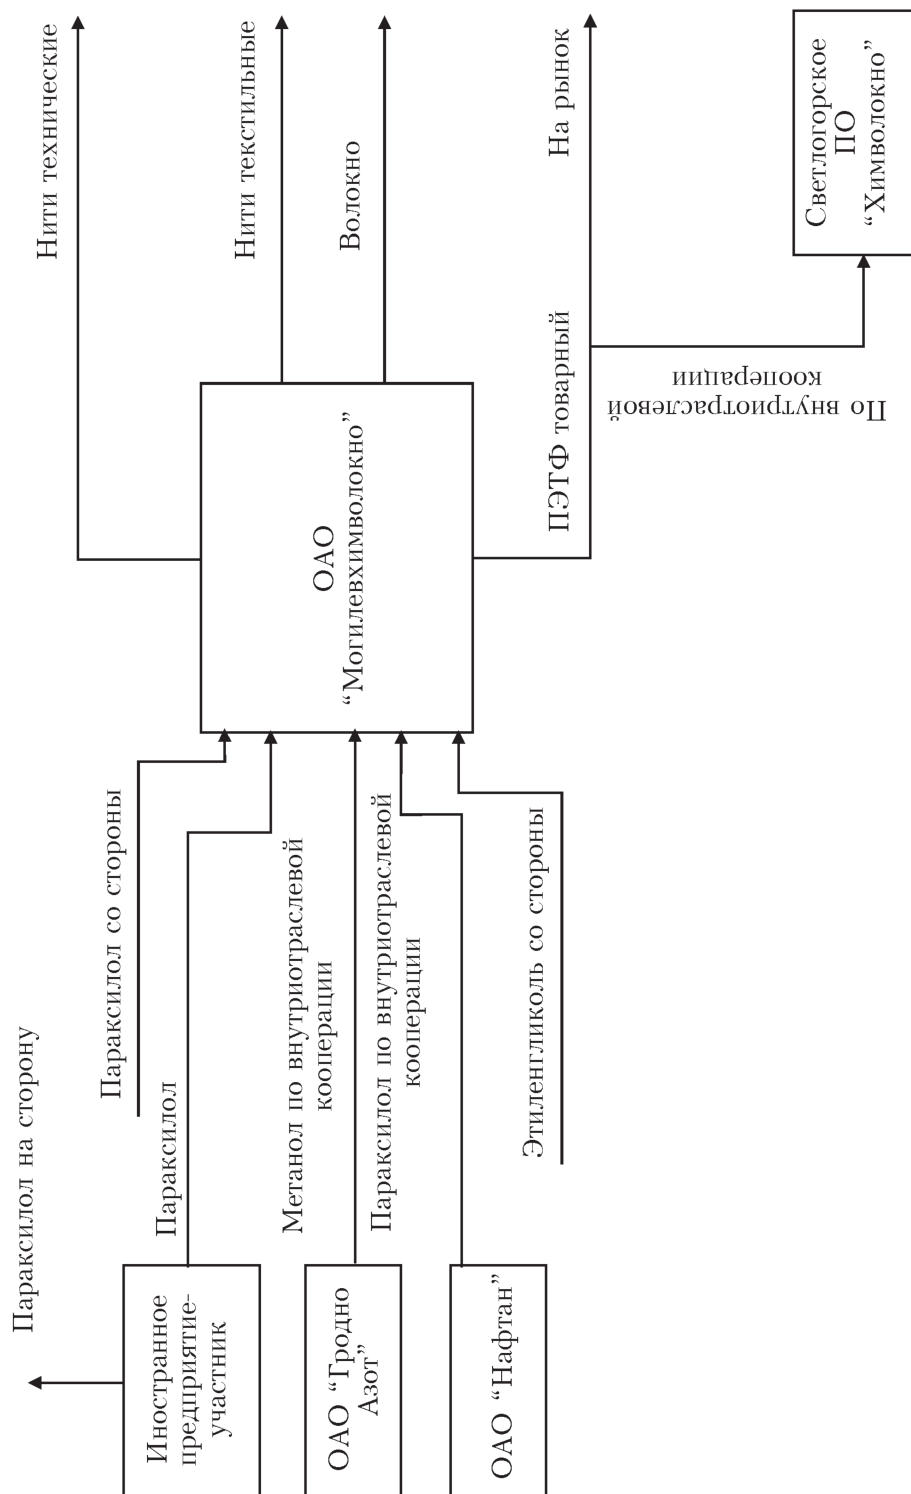 Параксилол на сторону
Иностранное
предприятие-
участник
Параксилол со стороны
Параксилол
ОАО “Гродно
Азот”
Метанол по внутриотраслевой
кооперации
Параксилол по внутриотраслевой
кооперации
ОАО “Нафтан”
Этиленгликоль со стороны
ОАО
“Могилевхимволокно”
Нити технические
Нити текстильные
Волокно
ПЭТФ товарный
На рынок
По внутриотраслевой
кооперации
Светлогорское
ПО
“Химволокно”